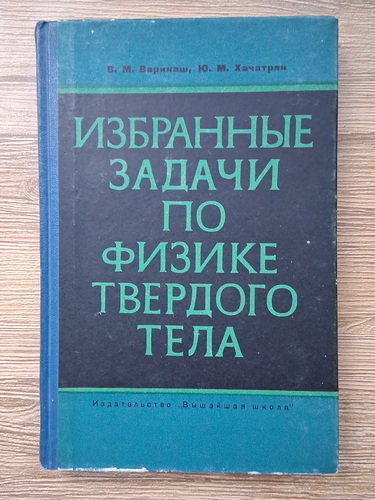 В. М. Варикаш, Ю. М. Хачатрян
ИЗБРАННЫЕ
ЗАДАЧИ
ПО
ФИЗИКЕ
ТВЕРДОГО
ТЕЛА
Издательство „Вышэйшая школа"